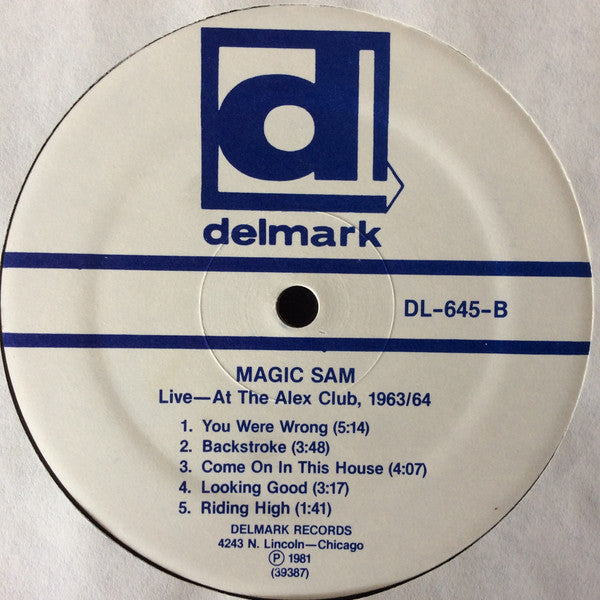 d
delmark
DL-645-B
MAGIC SAM
Live—At The Alex Club, 1963/64
1. You Were Wrong (5:14)
2. Backstroke (3:48)
3. Come On In This House (4:07)
4. Looking Good (3:17)
5. Riding High (1:41)
DELMARK RECORDS
4243 N. Lincoln—Chicago
Ⓟ 1981
(39387)